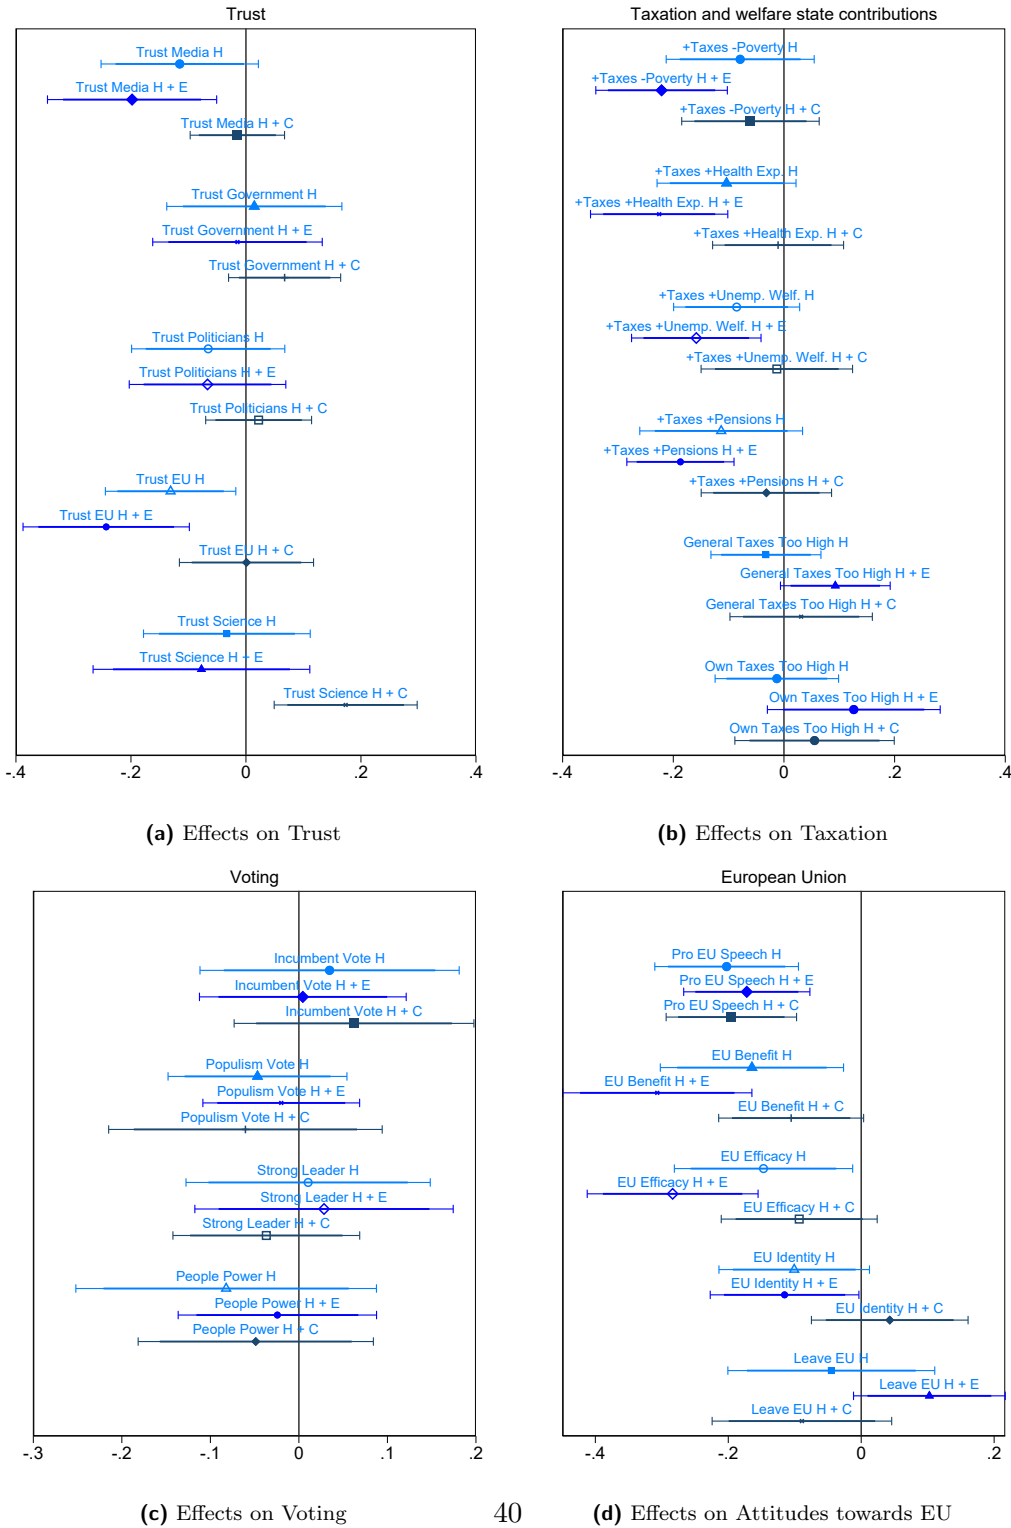 Trust
Trust Media H
Trust Media H + E
Trust Media H + C
Trust Government H
Trust Government H + E
Trust Government H + C
Trust Politicians H
Trust Politicians H + E
Trust Politicians H + C
Trust EU H
Trust EU H + E
Trust EU H + C
Trust Science H
Trust Science H + E
Trust Science H + C
-.4 -.2 0 .2 .4
(a) Effects on Trust
Taxation and welfare state contributions
+Taxes -Poverty H
+Taxes -Poverty H + E
+Taxes -Poverty H + C
+Taxes +Health Exp. H
+Taxes +Health Exp. H + E
+Taxes +Health Exp. H + C
+Taxes +Unemp. Welf. H
+Taxes +Unemp. Welf. H + E
+Taxes +Unemp. Welf. H + C
+Taxes +Pensions H
+Taxes +Pensions H + E
+Taxes +Pensions H + C
General Taxes Too High H
General Taxes Too High H + E
General Taxes Too High H + C
Own Taxes Too High H
Own Taxes Too High H + E
Own Taxes Too High H + C
-.4 -.2 0 .2 .4
(b) Effects on Taxation
Voting
Incumbent Vote H
Incumbent Vote H + E
Incumbent Vote H + C
Populism Vote H
Populism Vote H + E
Populism Vote H + C
Strong Leader H
Strong Leader H + E
Strong Leader H + C
People Power H
People Power H + E
People Power H + C
-.3 -.2 -.1 0 .1 .2
(c) Effects on Voting
European Union
Pro EU Speech H
Pro EU Speech H + E
Pro EU Speech H + C
EU Benefit H
EU Benefit H + E
EU Benefit H + C
EU Efficacy H
EU Efficacy H + E
EU Efficacy H + C
EU Identity H
EU Identity H + E
EU Identity H + C
Leave EU H
Leave EU H + E
Leave EU H + C
-.4 -.2 0 .2
(d) Effects on Attitudes towards EU
40